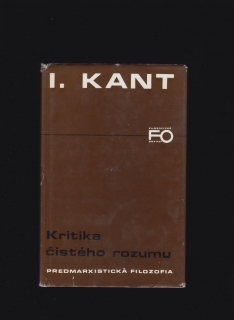 I. KANT
FO
Kritika
čistého rozumu
PREDMARXISTICKÁ FILOZOFIA